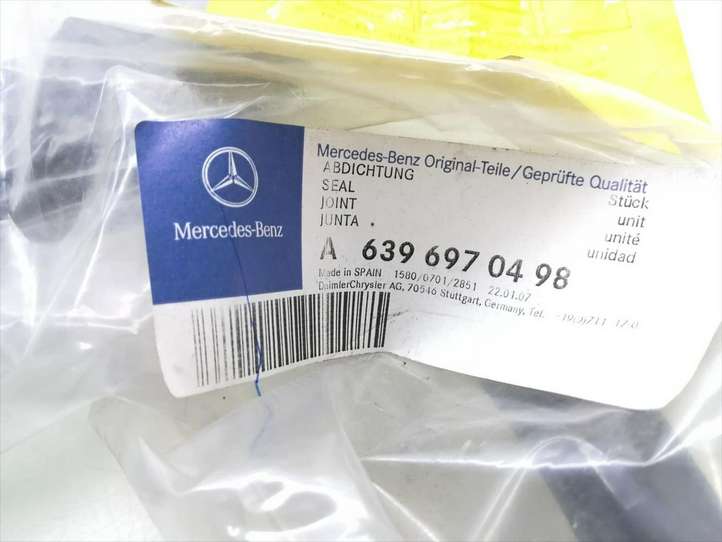 Mercedes-Benz
Mercedes-Benz Original-Teile/Geprüfte Qualität
ABDICHTUNG Stück
SEAL unit
JOINT unité
JUNTA unidad
A 639 697 04 98
Made in SPAIN 1580/0701/2851 22.01.07
DaimlerChrysler AG, 70546 Stuttgart, Germany, Tel.